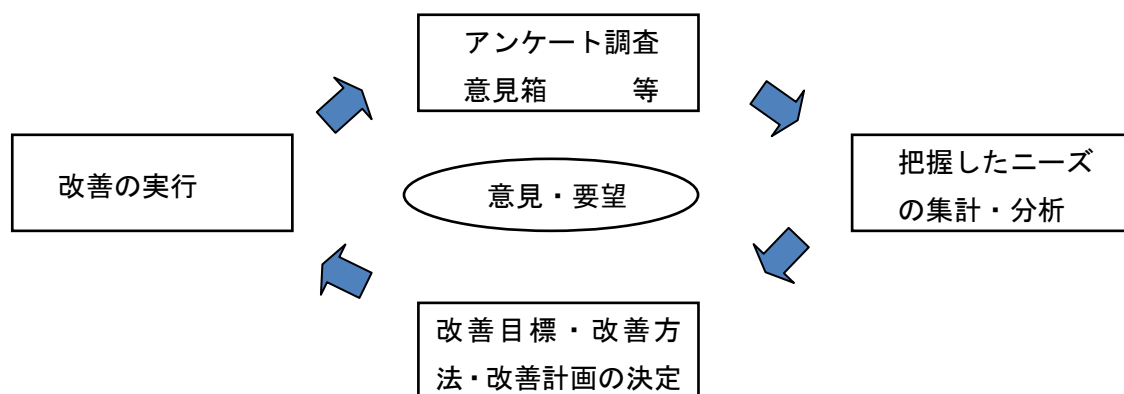 アンケート調査
意見箱　　　等
改善の実行
意見・要望
把握したニーズ
の集計・分析
改善目標・改善方
法・改善計画の決定